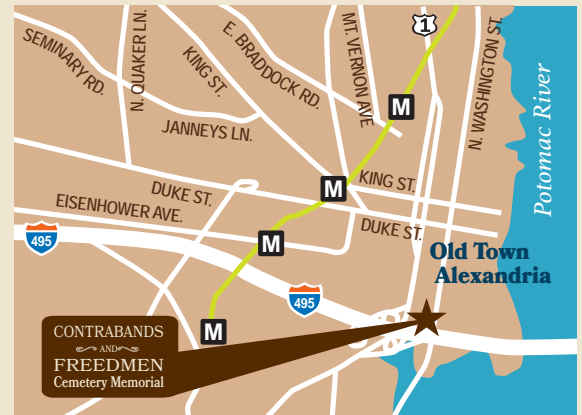 SEMINARY RD.
N. QUAKER LN.
KING ST.
E. BRADDOCK RD.
MT. VERNON AVE
1
N. WASHINGTON ST.
Potomac River
M
JANNEYS LN.
M
KING ST.
DUKE ST.
EISENHOWER AVE.
DUKE ST.
495
M
Old Town
Alexandria
495
M
CONTRABANDS
AND
FREEDMEN
Cemetery Memorial